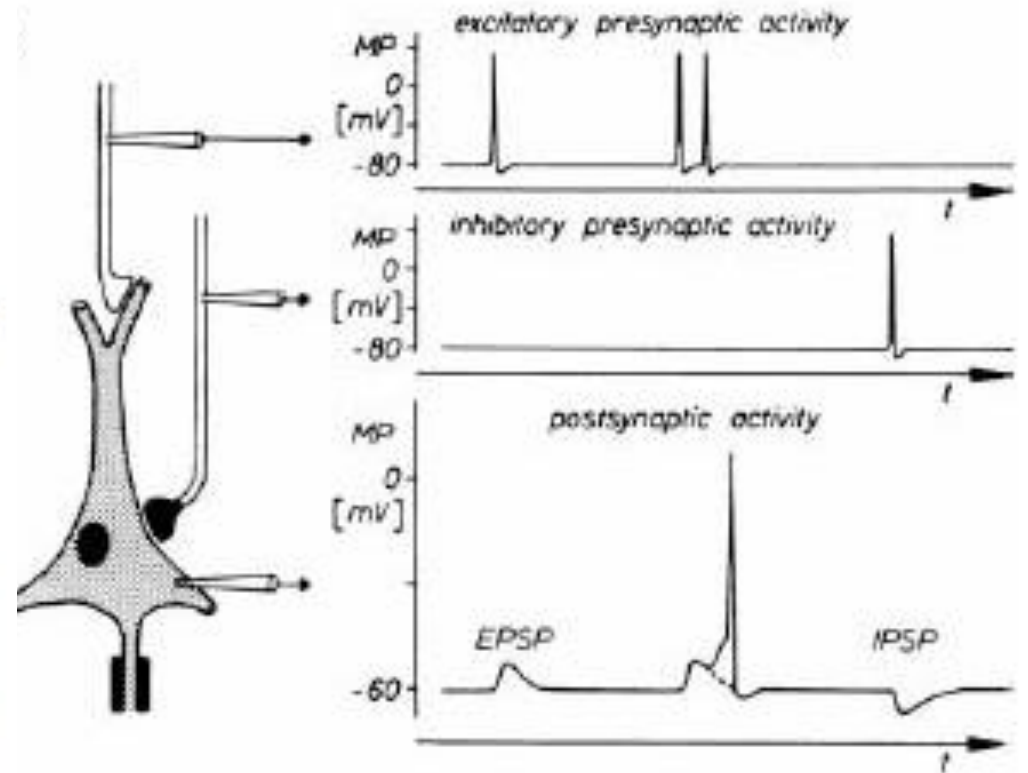 excitatory presynaptic activity
MP
0
[mV]
-80
t
inhibitory presynaptic activity
MP
0
[mV]
-80
t
postsynaptic activity
MP
0
[mV]
EPSP
IPSP
-60
t